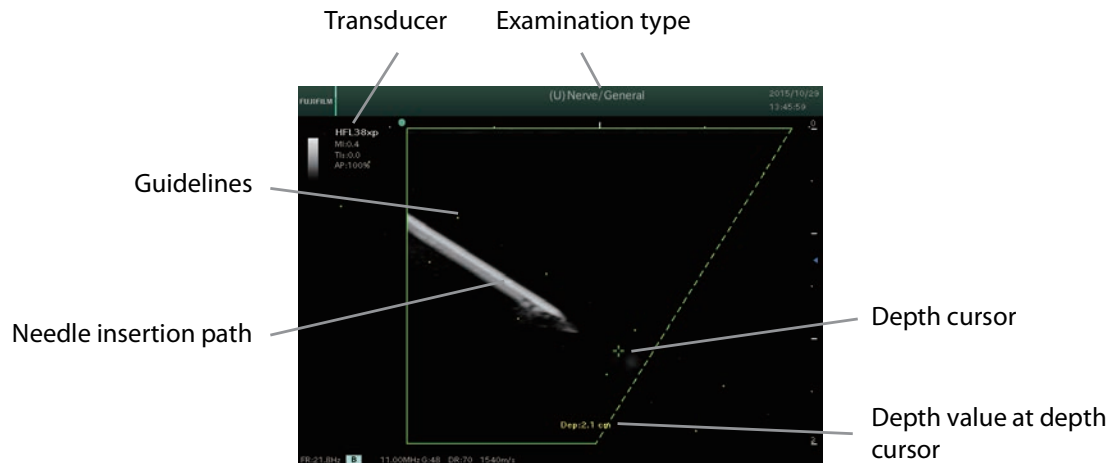 Transducer
Examination type
FUJIFILM
(U) Nerve/General
2015/10/29
13:45:59
HFL38xp
MI:0.4
TIs:0.0
AP:100%
0
Guidelines
Needle insertion path
Depth cursor
Dep:2.1 cm
Depth value at depth
cursor
2
FR:21.8Hz B 11.00MHz G:48 DR:70 1540m/s